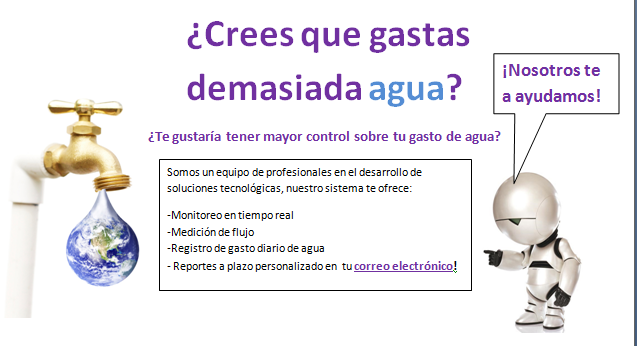 ¿Crees que gastas
demasiada agua?
¡Nosotros te
a ayudamos!
¿Te gustaría tener mayor control sobre tu gasto de agua?
Somos un equipo de profesionales en el desarrollo de
soluciones tecnológicas, nuestro sistema te ofrece:
-Monitoreo en tiempo real
-Medición de flujo
-Registro de gasto diario de agua
- Reportes a plazo personalizado en tu correo electrónico!